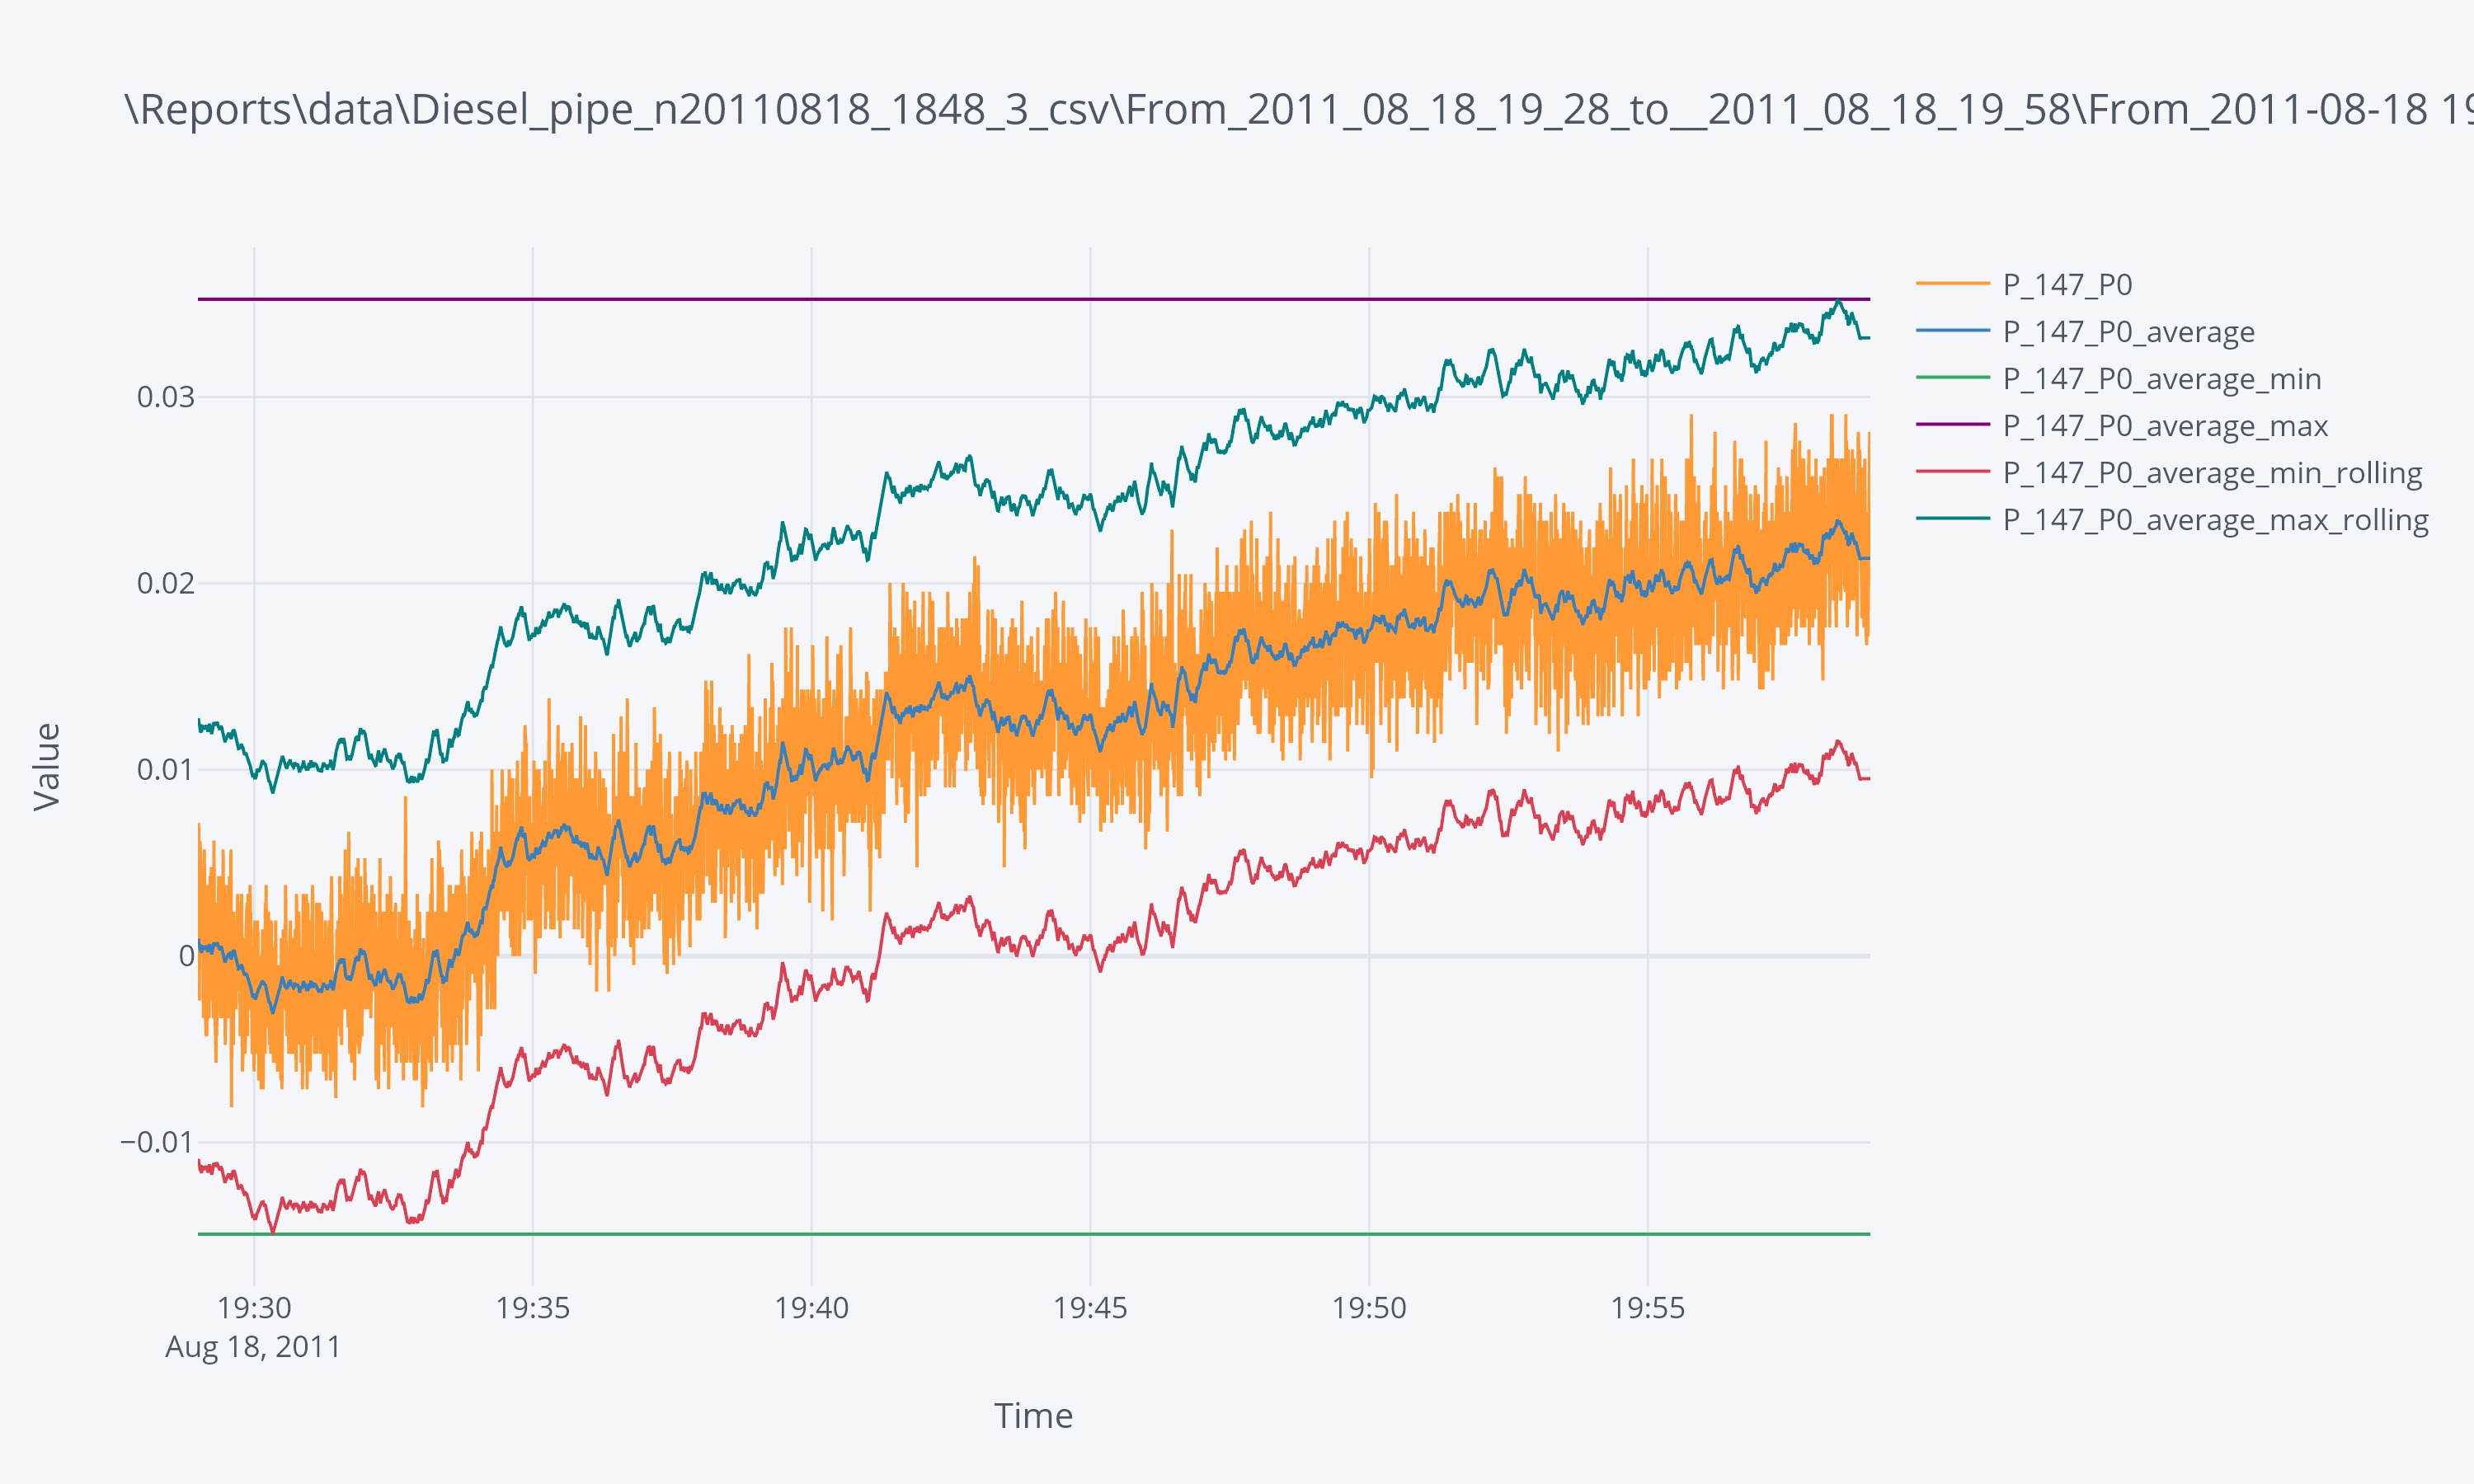 \Reports\data\Diesel_pipe_n20110818_1848_3_csv\From_2011_08_18_19_28_to__2011_08_18_19_58\From_2011-08-18 19
P_147_P0
P_147_P0_average
P_147_P0_average_min
P_147_P0_average_max
P_147_P0_average_min_rolling
P_147_P0_average_max_rolling
Value
0.03
0.02
0.01
0
−0.01
19:30
19:35
19:40
19:45
19:50
19:55
Aug 18, 2011
Time